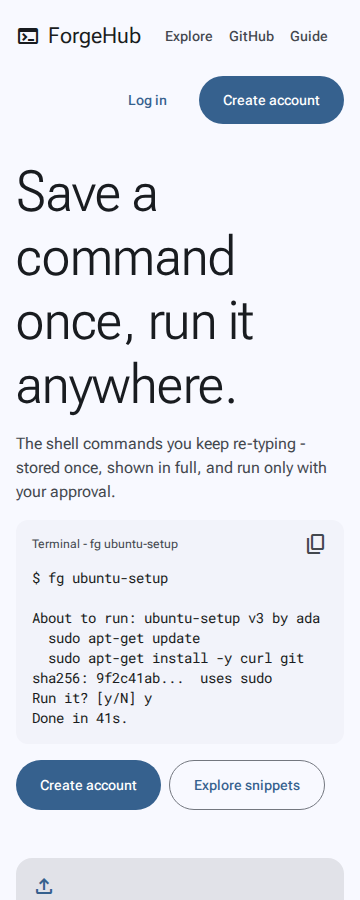 ForgeHub Explore GitHub Guide
Log in Create account
Save a
command
once, run it
anywhere.
The shell commands you keep re-typing -
stored once, shown in full, and run only with
your approval.
Terminal - fg ubuntu-setup
$ fg ubuntu-setup
About to run: ubuntu-setup v3 by ada
sudo apt-get update
sudo apt-get install -y curl git
sha256: 9f2c41ab...  uses sudo
Run it? [y/N] y
Done in 41s.
Create account Explore snippets